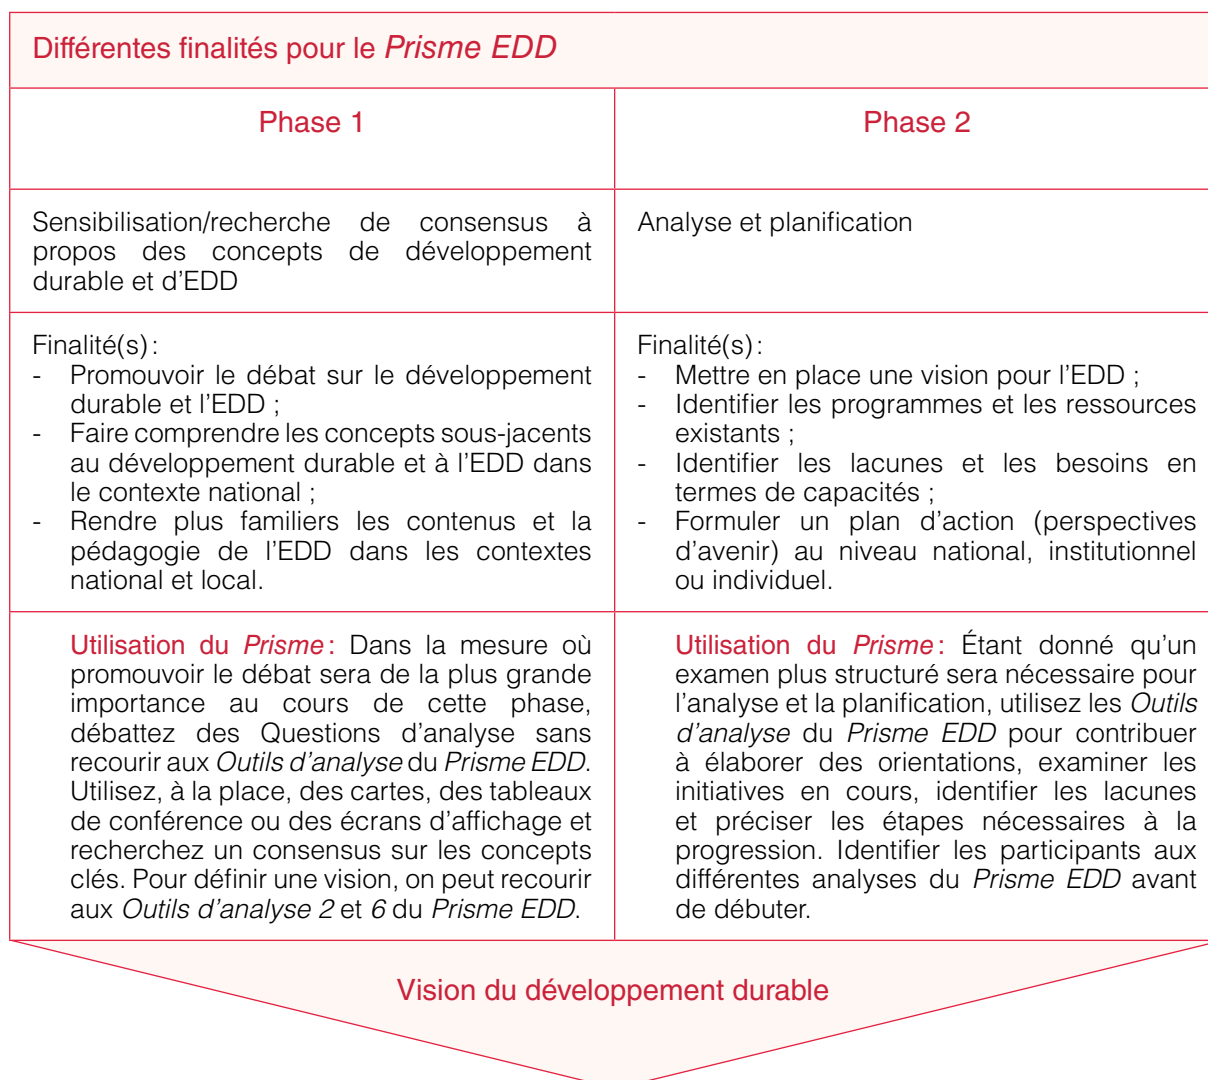 Différentes finalités pour le Prisme EDD
Phase 1
Phase 2
Sensibilisation/recherche de consensus à
propos des concepts de développement
durable et d’EDD
Analyse et planification
Finalité(s) :
- Promouvoir le débat sur le développement
durable et l’EDD ;
- Faire comprendre les concepts sous-jacents
au développement durable et à l’EDD dans
le contexte national ;
- Rendre plus familiers les contenus et la
pédagogie de l’EDD dans les contextes
national et local.
Finalité(s) :
- Mettre en place une vision pour l’EDD ;
- Identifier les programmes et les ressources
existants ;
- Identifier les lacunes et les besoins en
termes de capacités ;
- Formuler un plan d’action (perspectives
d’avenir) au niveau national, institutionnel
ou individuel.
Utilisation du Prisme : Dans la mesure où
promouvoir le débat sera de la plus grande
importance au cours de cette phase,
débattez des Questions d’analyse sans
recourir aux Outils d’analyse du Prisme EDD.
Utilisez, à la place, des cartes, des tableaux
de conférence ou des écrans d’affichage et
recherchez un consensus sur les concepts
clés. Pour définir une vision, on peut recourir
aux Outils d’analyse 2 et 6 du Prisme EDD.
Utilisation du Prisme : Étant donné qu’un
examen plus structuré sera nécessaire pour
l’analyse et la planification, utilisez les Outils
d’analyse du Prisme EDD pour contribuer
à élaborer des orientations, examiner les
initiatives en cours, identifier les lacunes
et préciser les étapes nécessaires à la
progression. Identifier les participants aux
différentes analyses du Prisme EDD avant
de débuter.
Vision du développement durable